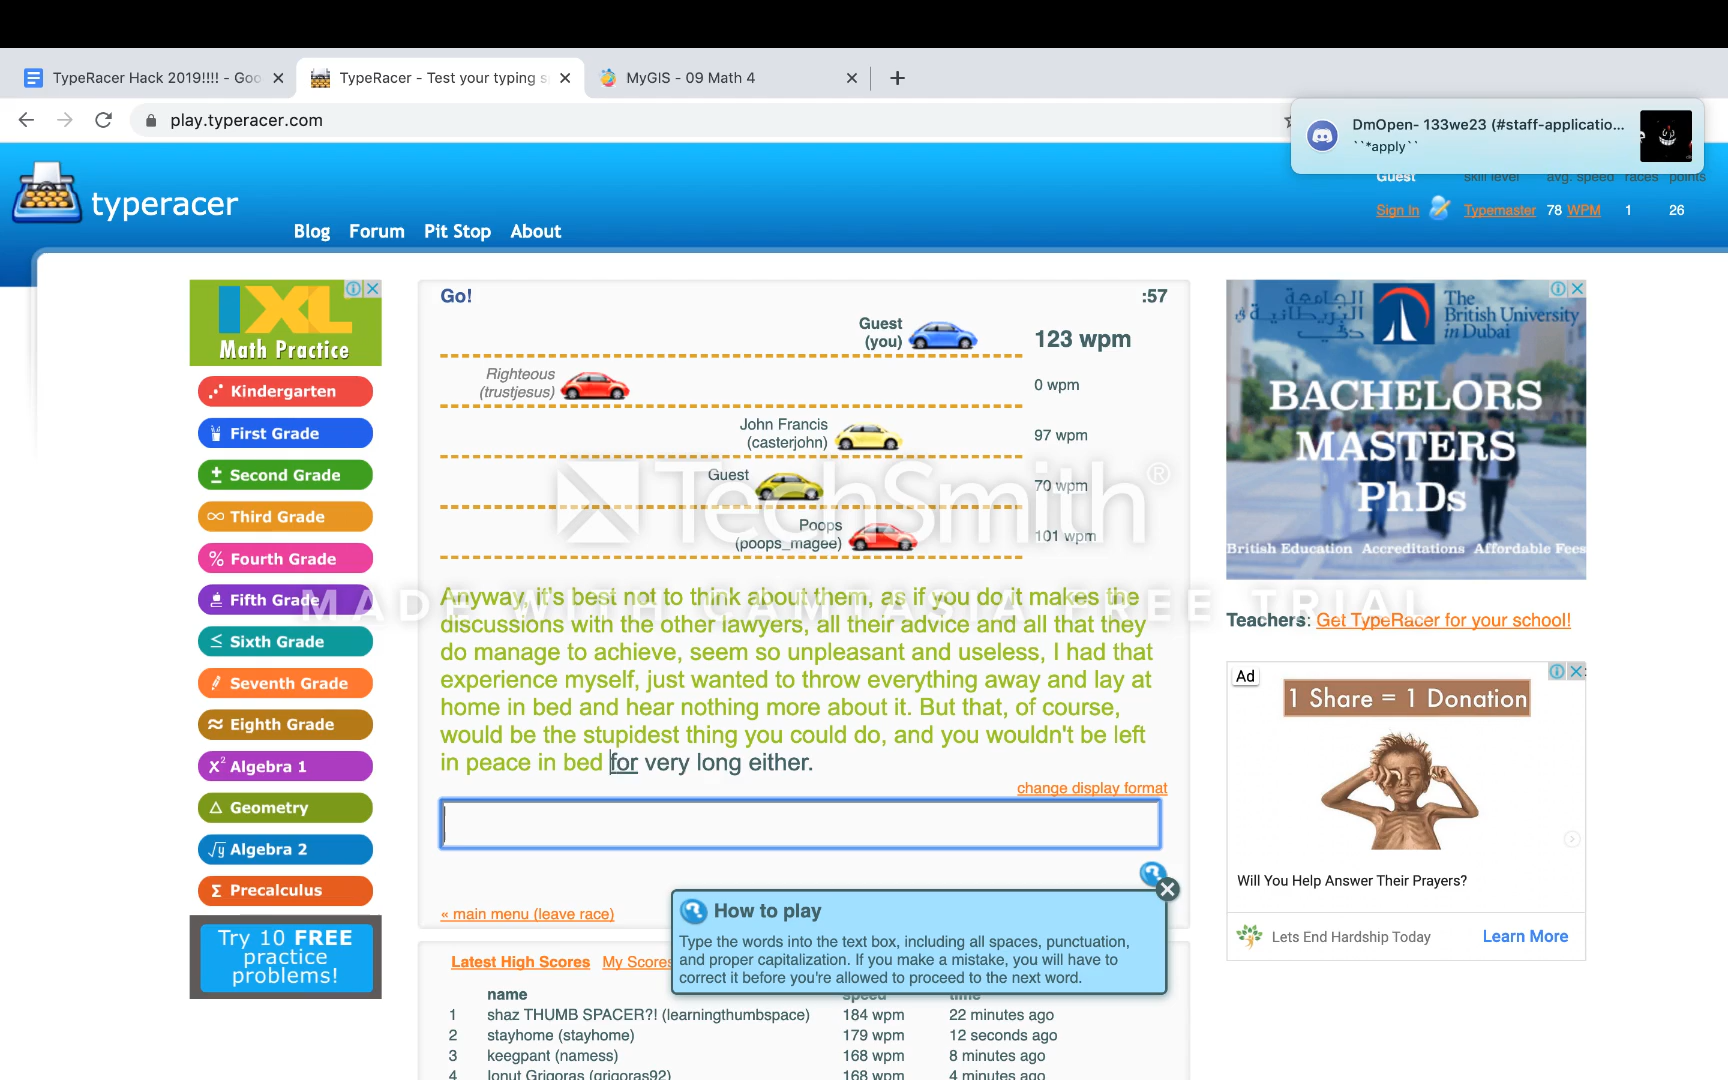 TypeRacer Hack 2019!!!! - Goo
TypeRacer - Test your typing s
MyGIS - 09 Math 4
play.typeracer.com
DmOpen- 133we23 (#staff-applicatio...
``*apply``
typeracer
Blog Forum Pit Stop About
Guest skill level avg. speed races points
Sign In Typemaster 78 WPM 1 26
IXL
Math Practice
Kindergarten
First Grade
Second Grade
Third Grade
Fourth Grade
Fifth Grade
Sixth Grade
Seventh Grade
Eighth Grade
Algebra 1
Geometry
Algebra 2
Precalculus
Try 10 FREE
practice
problems!
Go! :57
Guest
(you) 123 wpm
Righteous
(trustjesus) 0 wpm
John Francis
(casterjohn) 97 wpm
Guest 70 wpm
Poops
(poops_magee) 101 wpm
TechSmith®
MADE WITH CAMTASIA FREE TRIAL
Anyway, it's best not to think about them, as if you do it makes the
discussions with the other lawyers, all their advice and all that they
do manage to achieve, seem so unpleasant and useless, I had that
experience myself, just wanted to throw everything away and lay at
home in bed and hear nothing more about it. But that, of course,
would be the stupidest thing you could do, and you wouldn't be left
in peace in bed for very long either.
change display format
« main menu (leave race)
How to play
Type the words into the text box, including all spaces, punctuation,
and proper capitalization. If you make a mistake, you will have to
correct it before you're allowed to proceed to the next word.
Latest High Scores My Scores
name speed time
1 shaz THUMB SPACER?! (learningthumbspace) 184 wpm 22 minutes ago
2 stayhome (stayhome) 179 wpm 12 seconds ago
3 keegpant (namess) 168 wpm 8 minutes ago
4 Ionut Grigoras (grigoras92) 168 wpm 4 minutes ago
الجامعة
البريطانية في
دبي
The
British University
in Dubai
BACHELORS
MASTERS
PhDs
British Education Accreditations Affordable Fees
Teachers: Get TypeRacer for your school!
Ad
1 Share = 1 Donation
Will You Help Answer Their Prayers?
Lets End Hardship Today Learn More